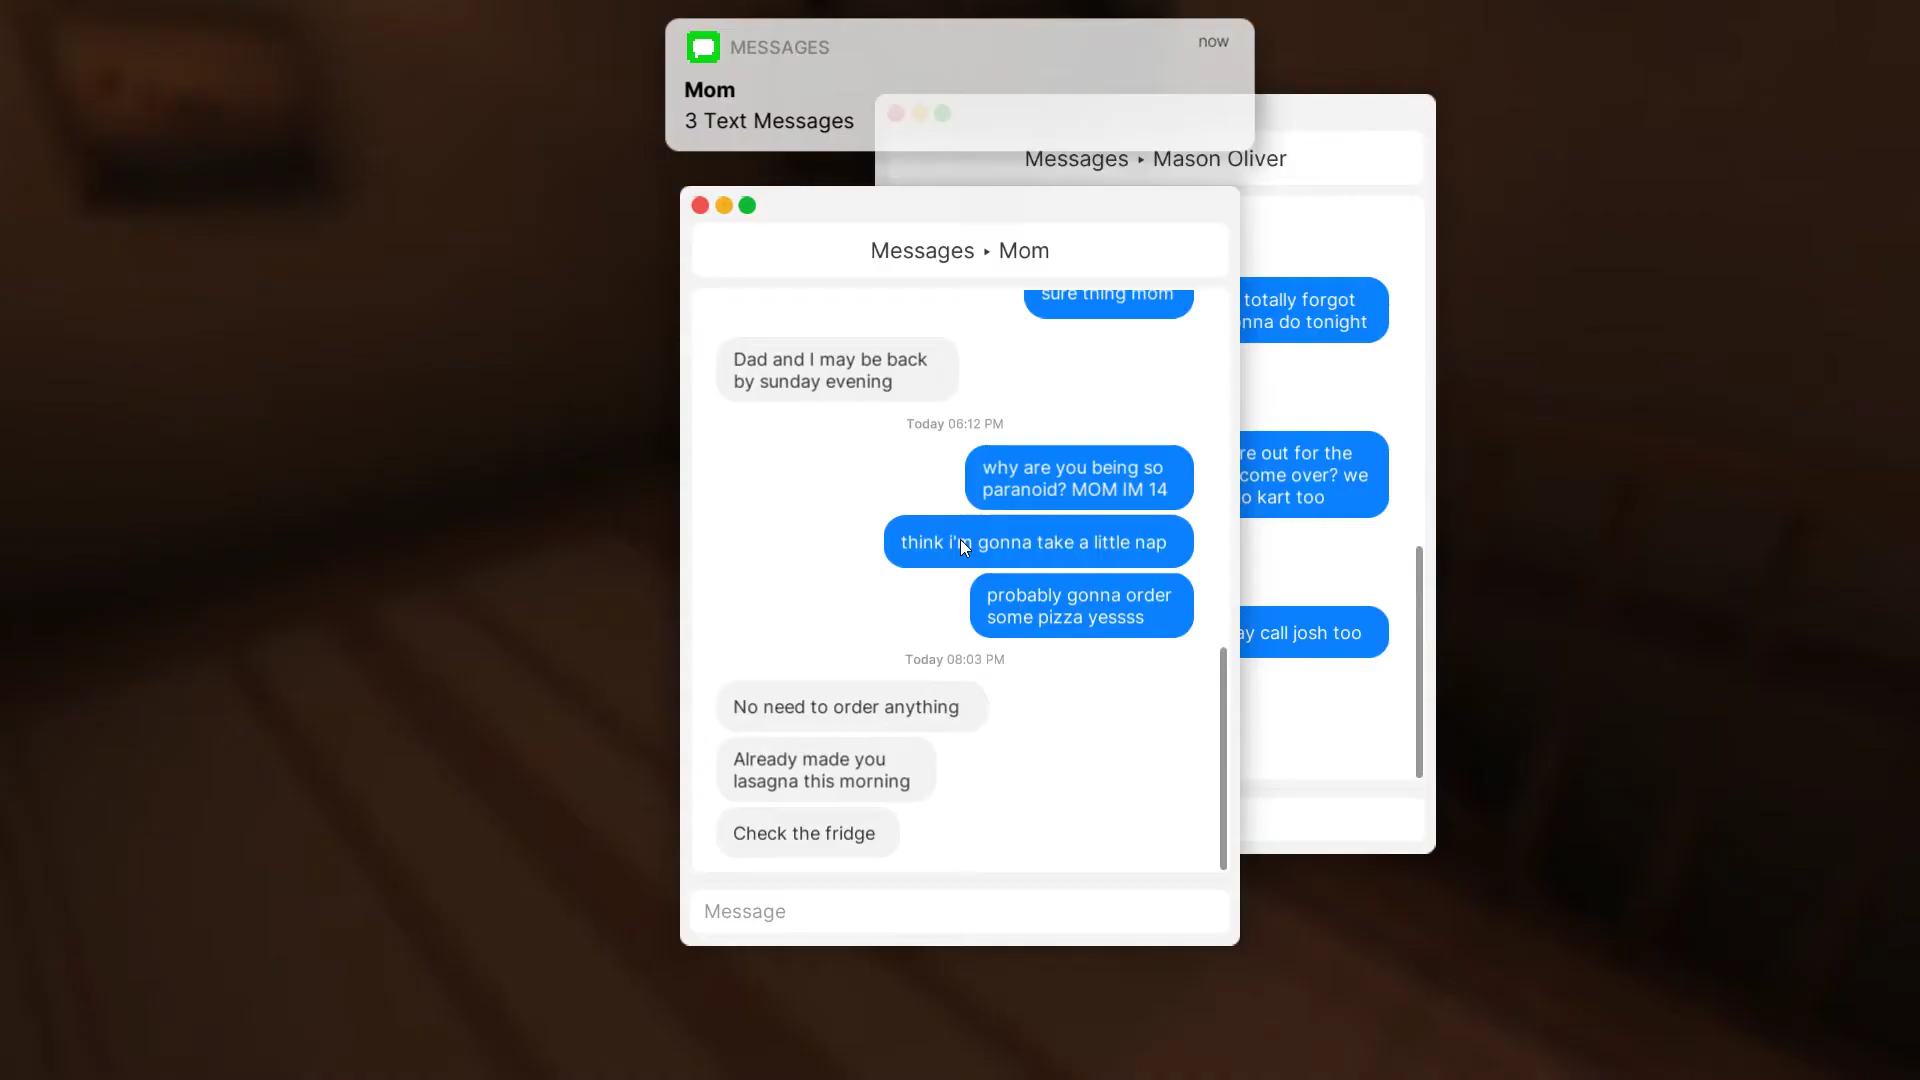 MESSAGES
now
Mom
3 Text Messages
Messages ‣ Mason Oliver
totally forgot
nna do tonight
re out for the
come over? we
o kart too
ay call josh too
Messages ‣ Mom
sure thing mom
Dad and I may be back
by sunday evening
Today 06:12 PM
why are you being so
paranoid? MOM IM 14
think i'm gonna take a little nap
probably gonna order
some pizza yessss
Today 08:03 PM
No need to order anything
Already made you
lasagna this morning
Check the fridge
Message